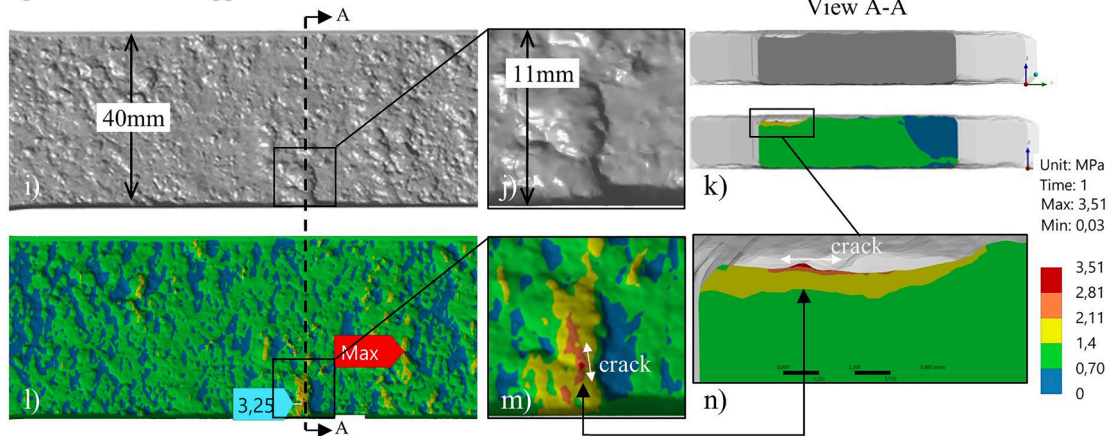 View A-A
A
40mm
11mm
i)
j)
k)
Unit: MPa
Time: 1
Max: 3,51
Min: 0,03
crack
3,51
2,81
2,11
1,4
0,70
0
Max
3,25
crack
l)
m)
n)
A